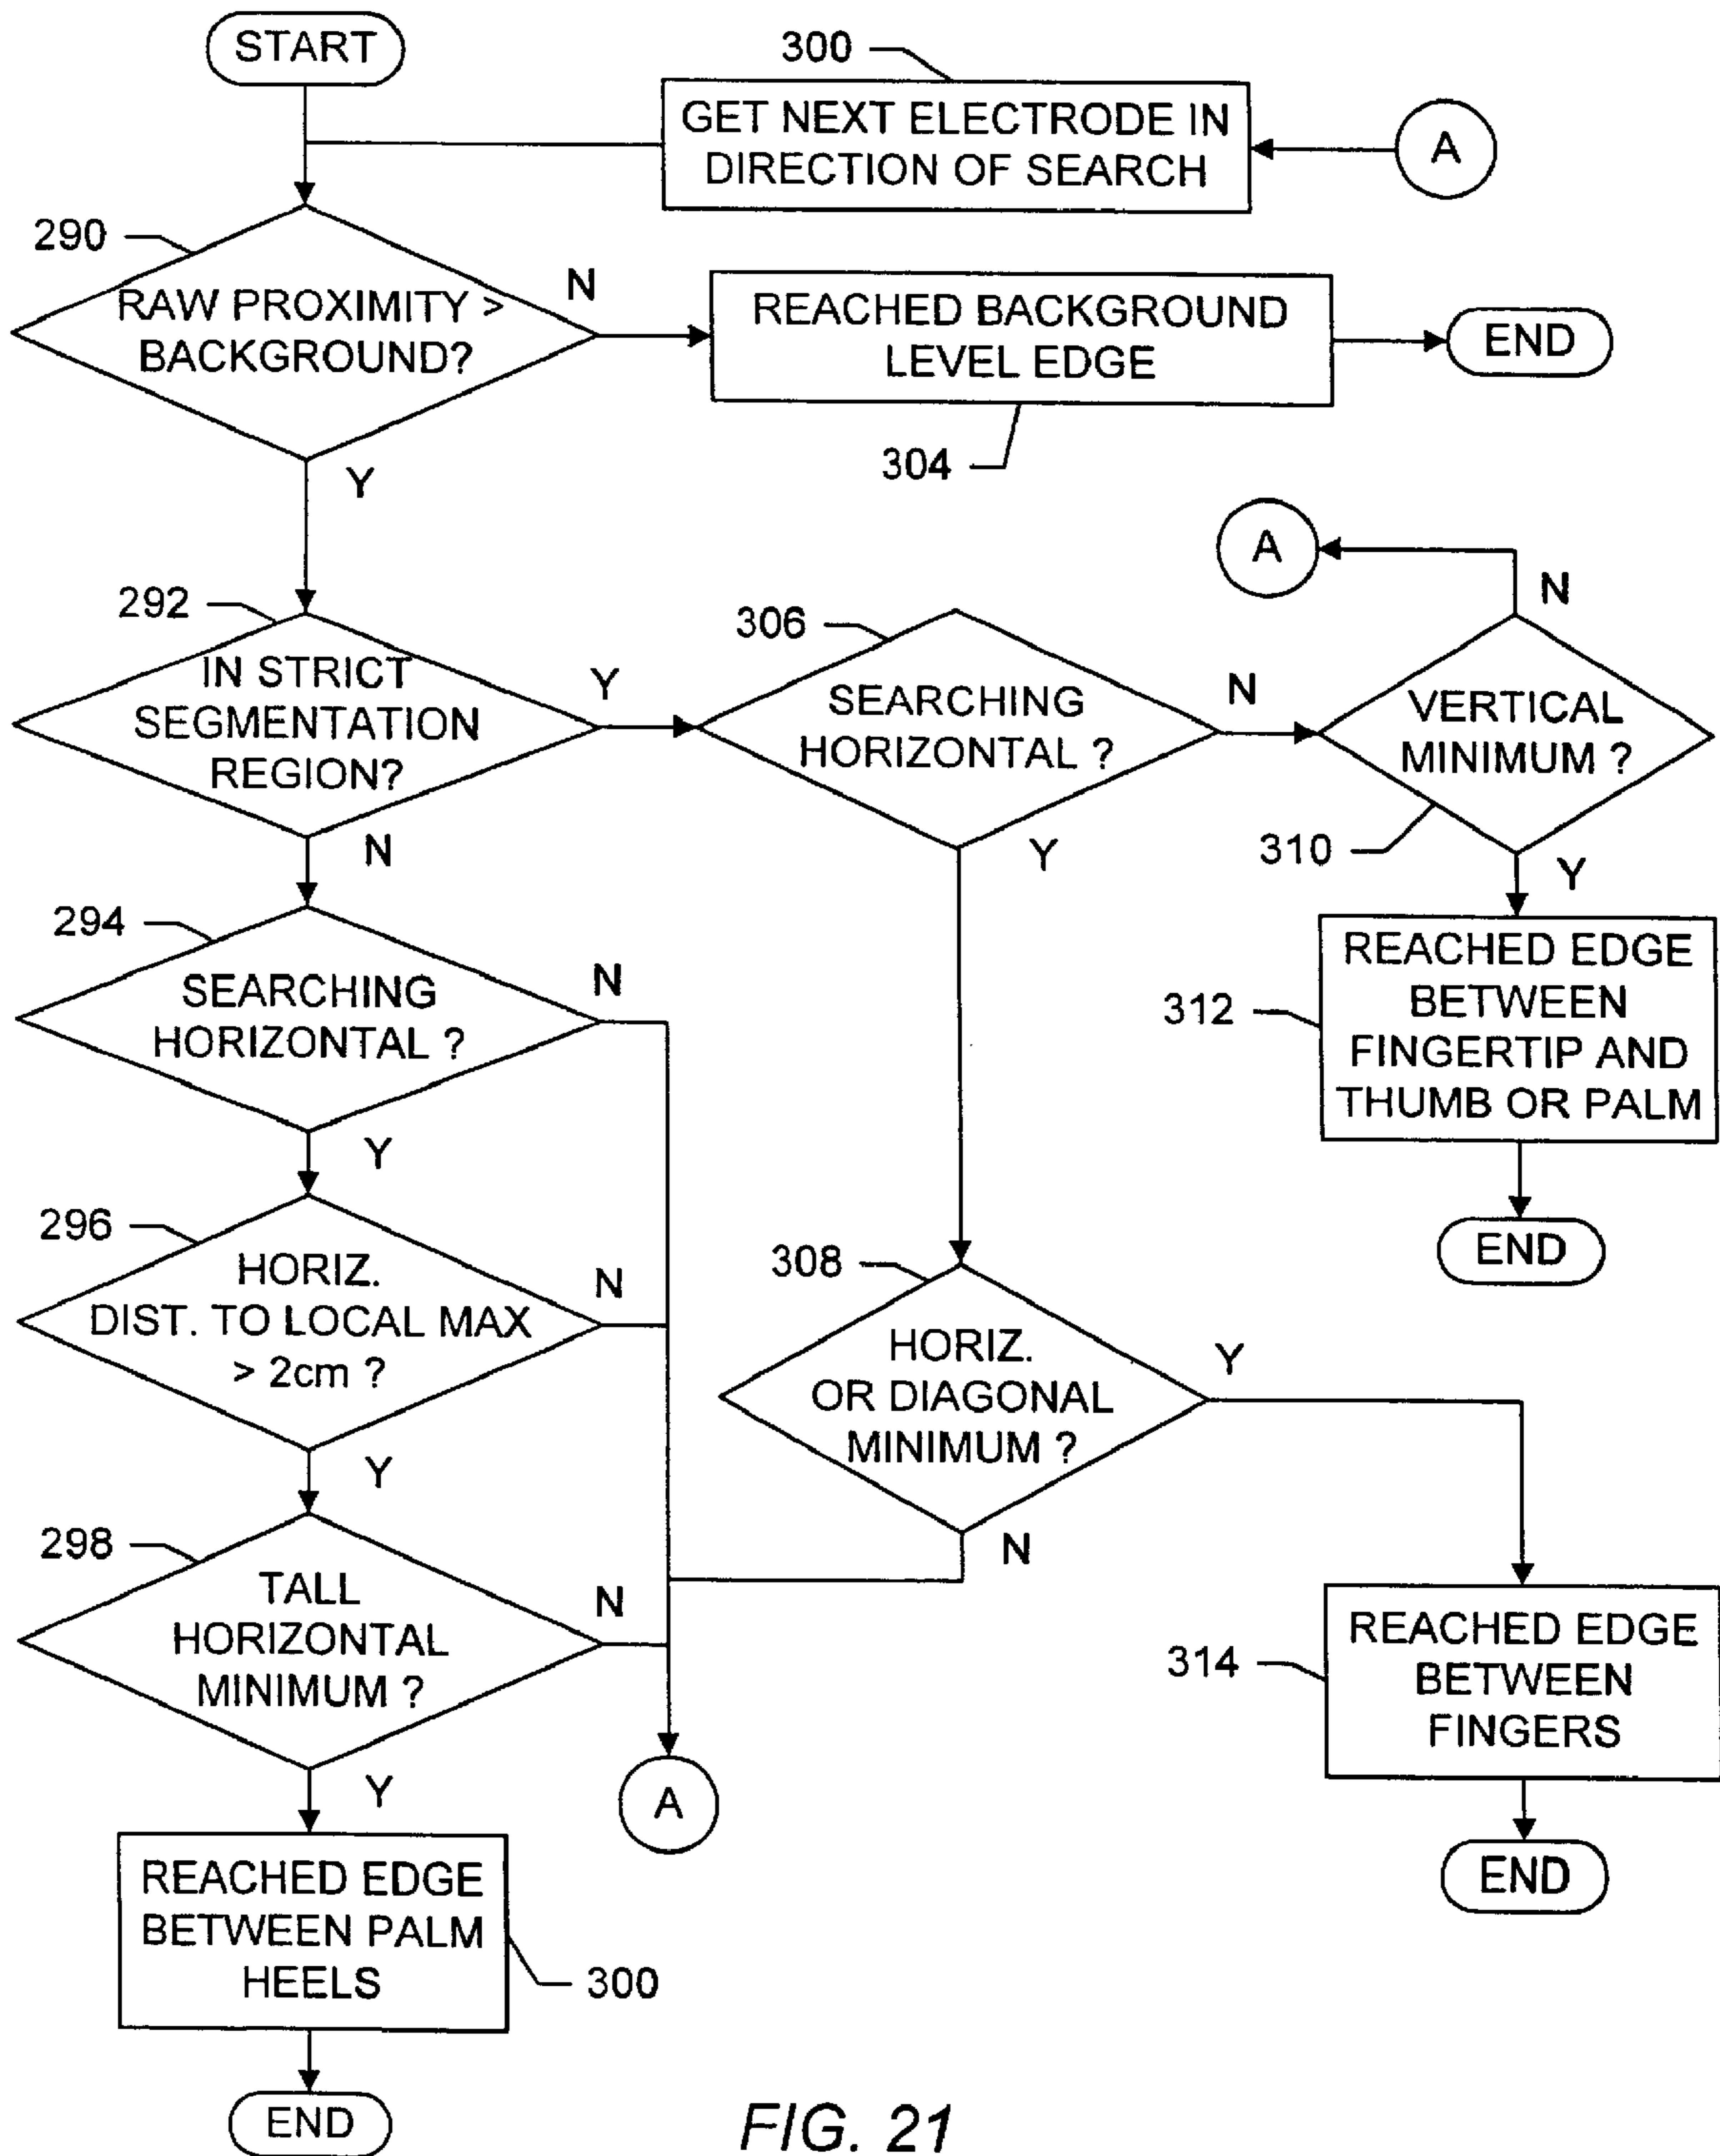 START
300
GET NEXT ELECTRODE IN
DIRECTION OF SEARCH
A
290
RAW PROXIMITY >
BACKGROUND?
N
REACHED BACKGROUND
LEVEL EDGE
END
304
Y
A
N
292
IN STRICT
SEGMENTATION
REGION?
Y
306
SEARCHING
HORIZONTAL ?
N
VERTICAL
MINIMUM ?
310
N
Y
Y
294
SEARCHING
HORIZONTAL ?
N
REACHED EDGE
BETWEEN
FINGERTIP AND
THUMB OR PALM
312
END
Y
296
HORIZ.
DIST. TO LOCAL MAX
> 2cm ?
N
308
HORIZ.
OR DIAGONAL
MINIMUM ?
Y
N
Y
298
TALL
HORIZONTAL
MINIMUM ?
N
314
REACHED EDGE
BETWEEN
FINGERS
END
Y
A
REACHED EDGE
BETWEEN PALM
HEELS
300
END
FIG. 21